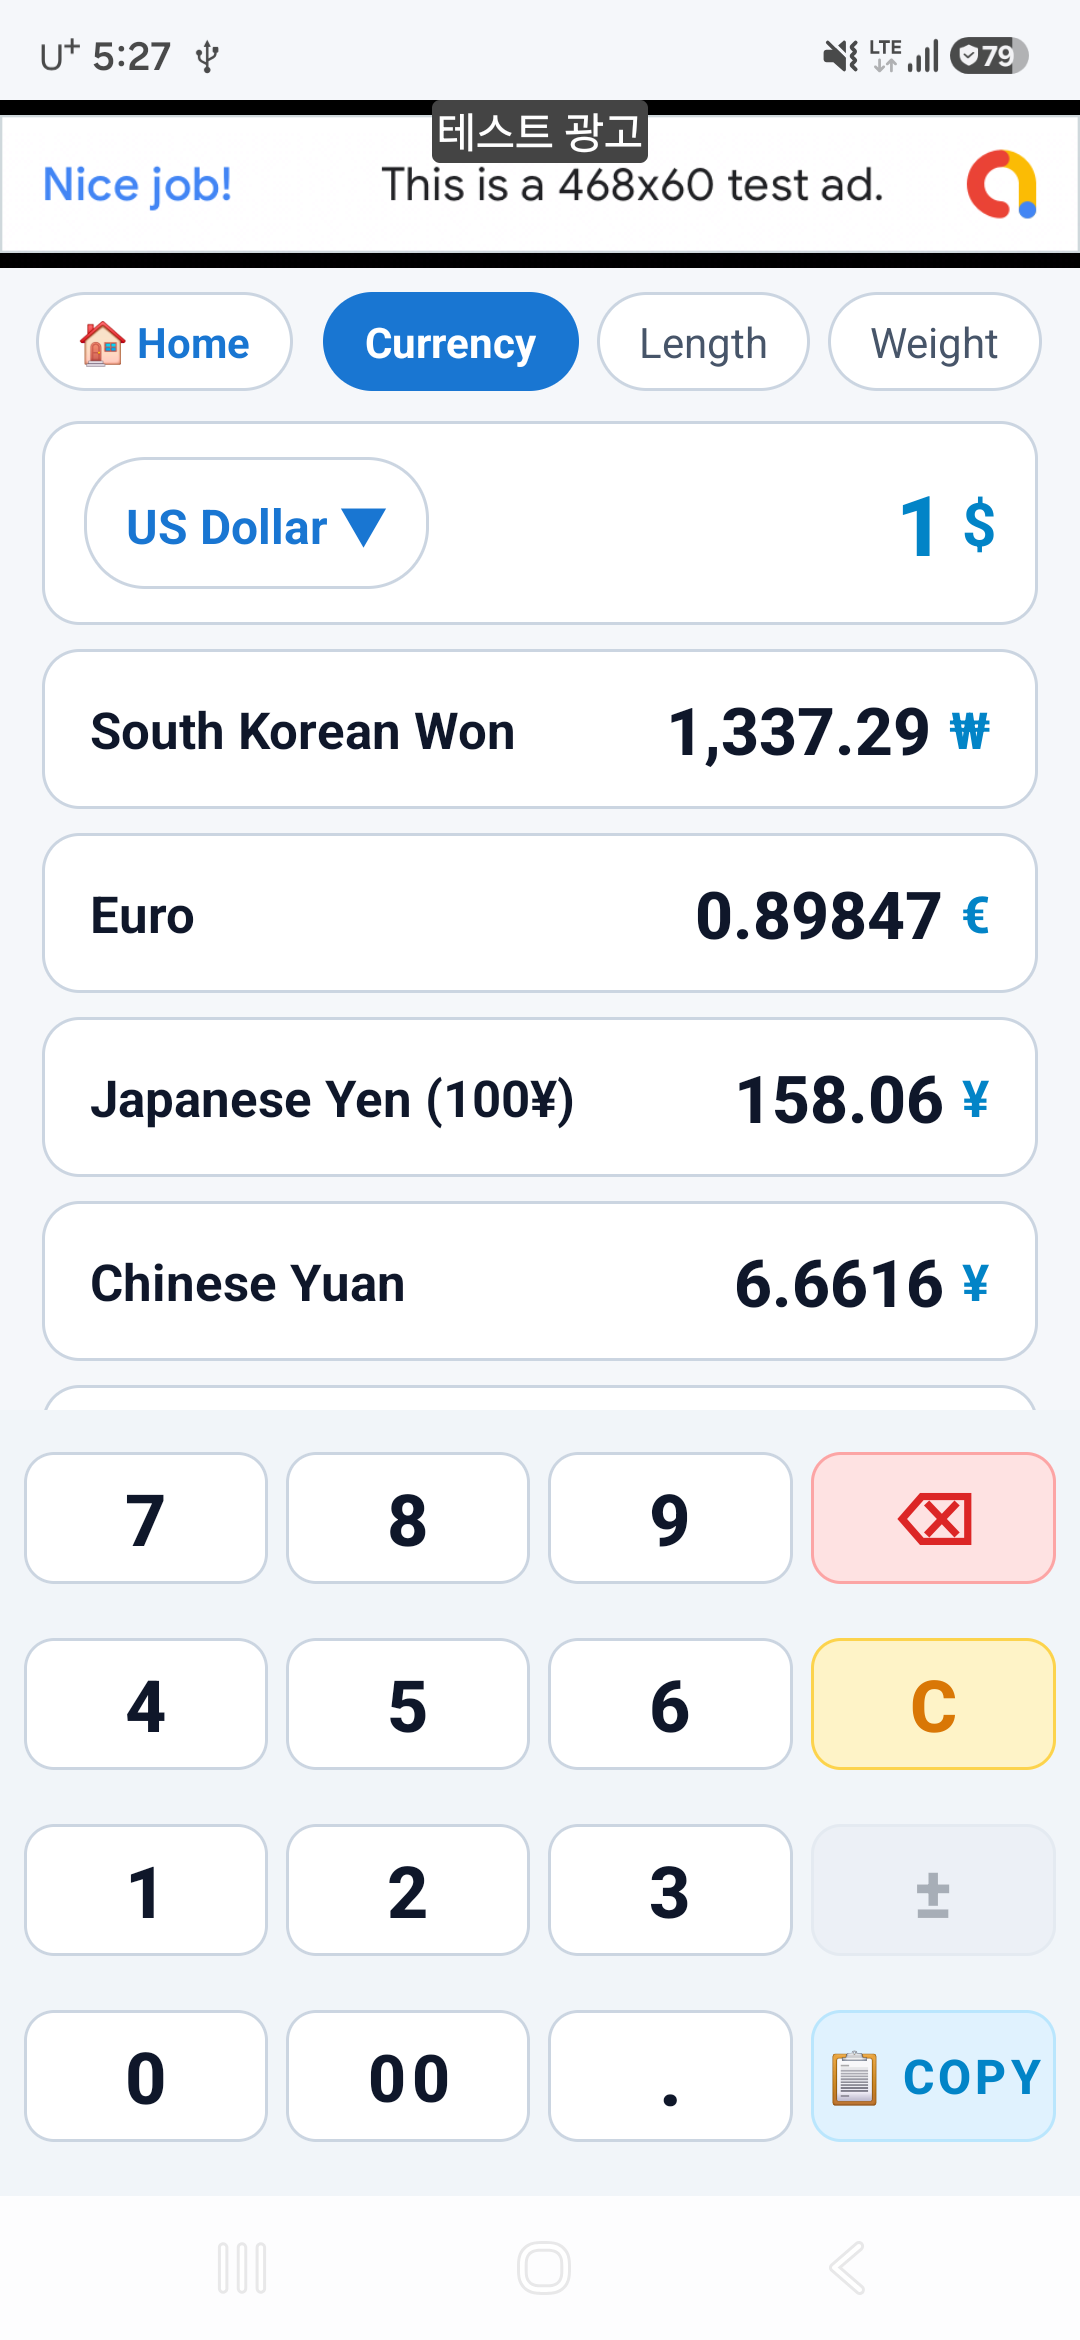 U+ 5:27 LTE 79
테스트 광고
Nice job! This is a 468x60 test ad.
Home Currency Length Weight
US Dollar ▼ 1 $
South Korean Won 1,337.29 ₩
Euro 0.89847 €
Japanese Yen (100¥) 158.06 ¥
Chinese Yuan 6.6616 ¥
7 8 9 ⌫
4 5 6 C
1 2 3 ±
0 00 . COPY